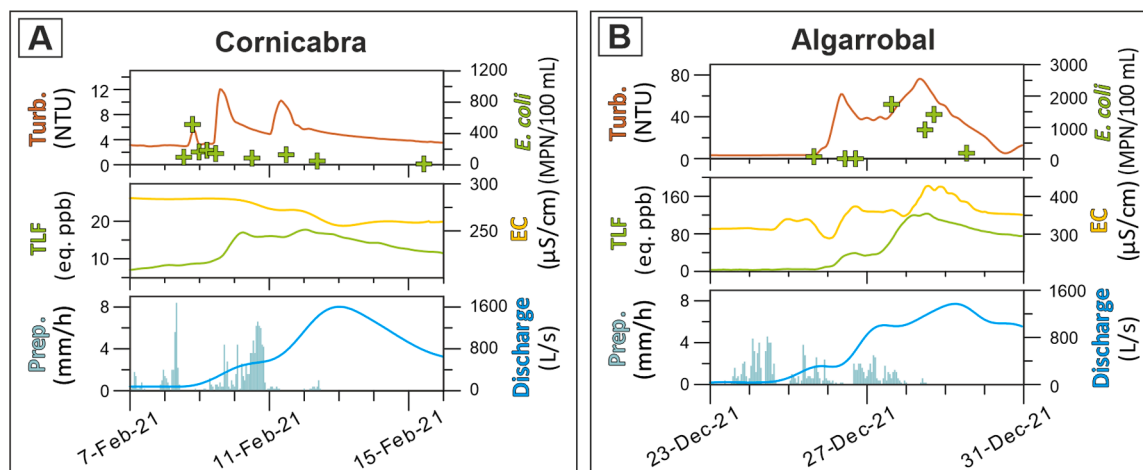 A
Cornicabra
Turb.
(NTU)
12
8
4
0
1200
800
400
0
E. coli
(MPN/100 mL)
TLF
(eq. ppb)
20
10
300
250
EC
(μS/cm)
Prep.
(mm/h)
8
4
0
1600
800
0
Discharge
(L/s)
7-Feb-21
11-Feb-21
15-Feb-21
B
Algarrobal
Turb.
(NTU)
80
40
0
3000
2000
1000
0
E. coli
(MPN/100 mL)
TLF
(eq. ppb)
160
80
0
400
300
EC
(μS/cm)
Prep.
(mm/h)
8
4
0
1600
800
0
Discharge
(L/s)
23-Dec-21
27-Dec-21
31-Dec-21